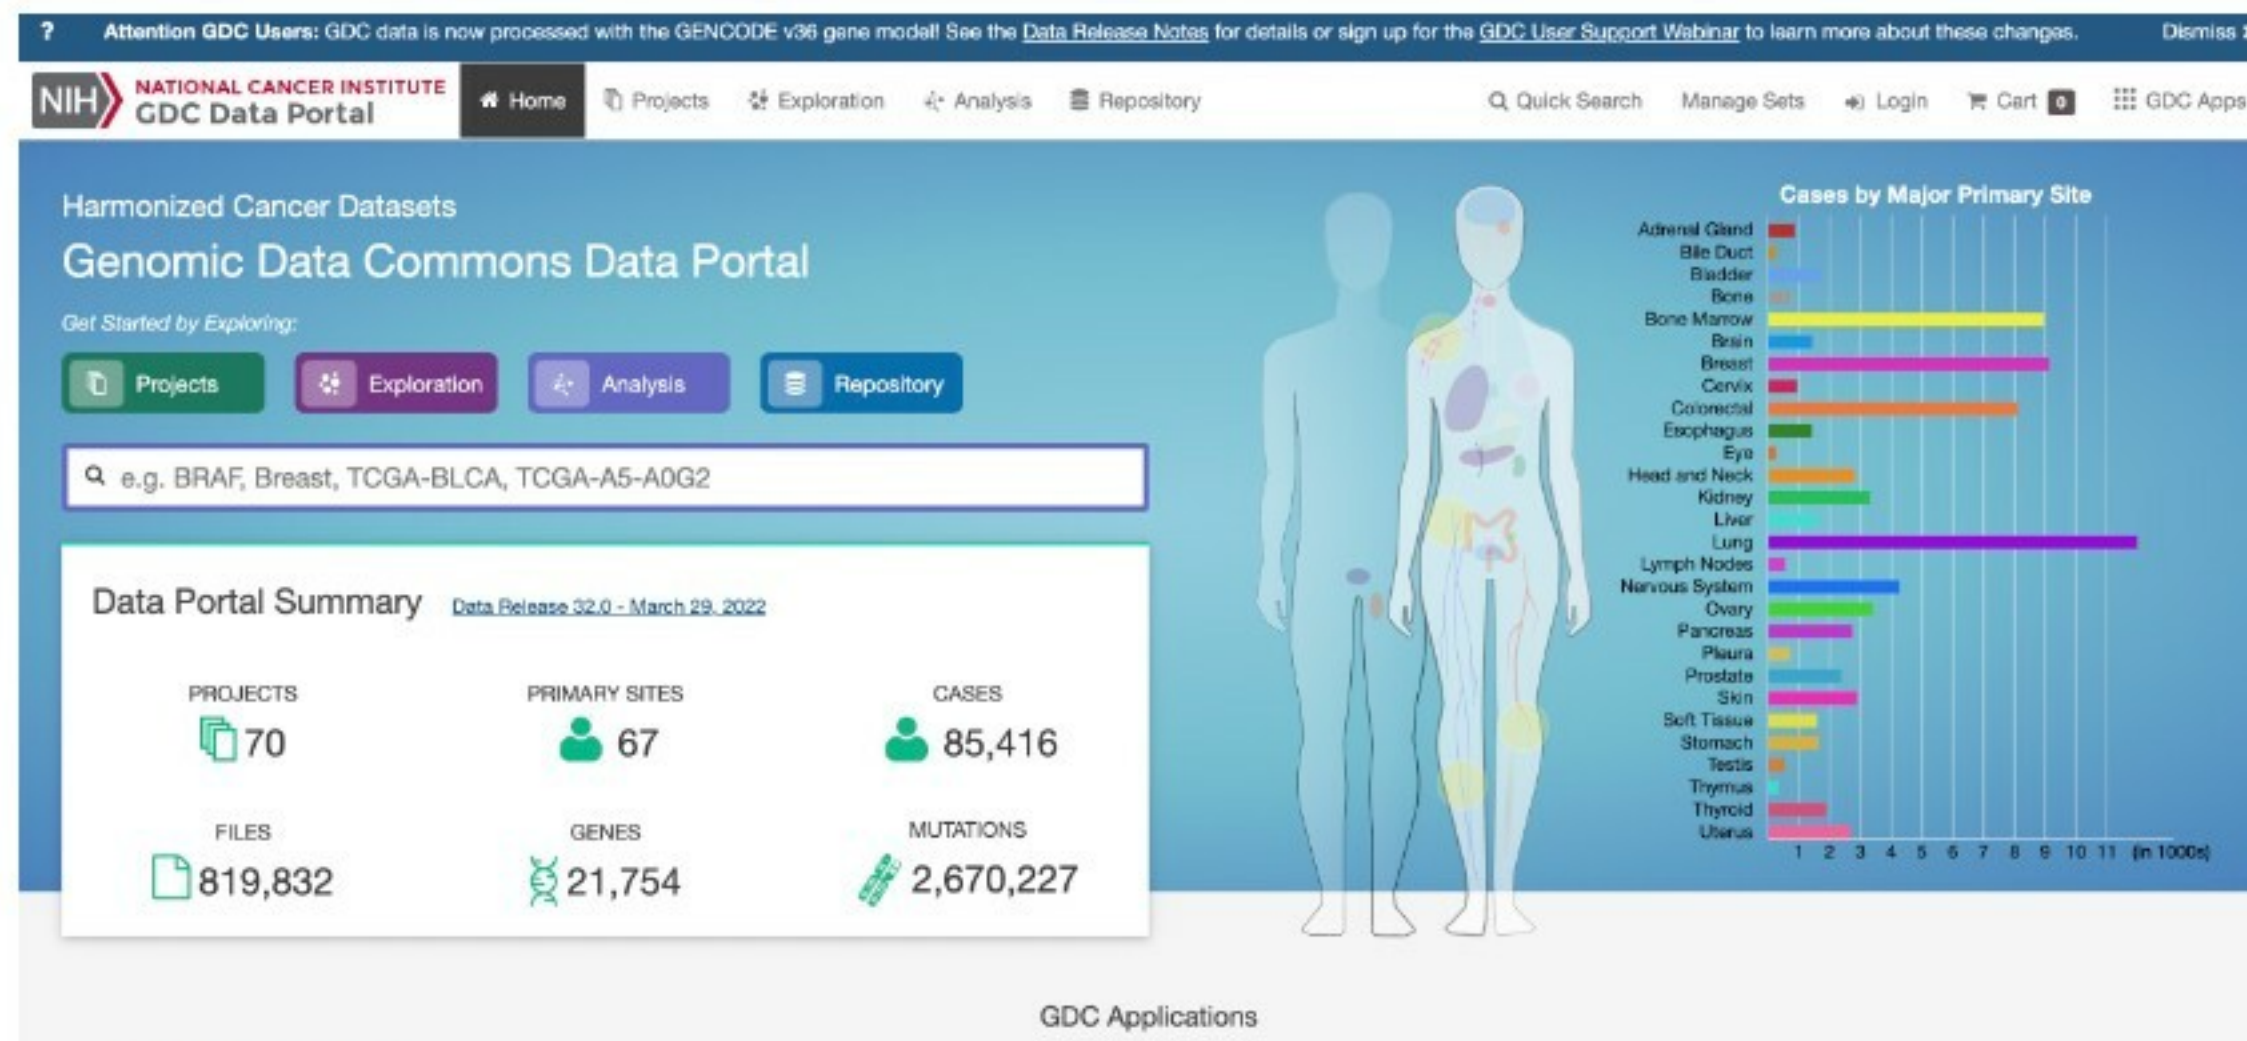 ? Attention GDC Users: GDC data is now processed with the GENCODE v36 gene model! See the Data Release Notes for details or sign up for the GDC User Support Webinar to learn more about these changes. Dismiss
NIH NATIONAL CANCER INSTITUTE
GDC Data Portal
Home Projects Exploration Analysis Repository Quick Search Manage Sets Login Cart 0 GDC Apps
Harmonized Cancer Datasets
Genomic Data Commons Data Portal
Get Started by Exploring:
Projects Exploration Analysis Repository
e.g. BRAF, Breast, TCGA-BLCA, TCGA-A5-A0G2
Data Portal Summary Data Release 32.0 - March 29, 2022
PROJECTS PRIMARY SITES CASES
70 67 85,416
FILES GENES MUTATIONS
819,832 21,754 2,670,227
Cases by Major Primary Site
Adrenal Gland
Bile Duct
Bladder
Bone
Bone Marrow
Brain
Breast
Cervix
Colorectal
Esophagus
Eye
Head and Neck
Kidney
Liver
Lung
Lymph Nodes
Nervous System
Ovary
Pancreas
Pleura
Prostate
Skin
Soft Tissue
Stomach
Testis
Thymus
Thyroid
Uterus
1 2 3 4 5 6 7 8 9 10 11 (in 1000s)
GDC Applications